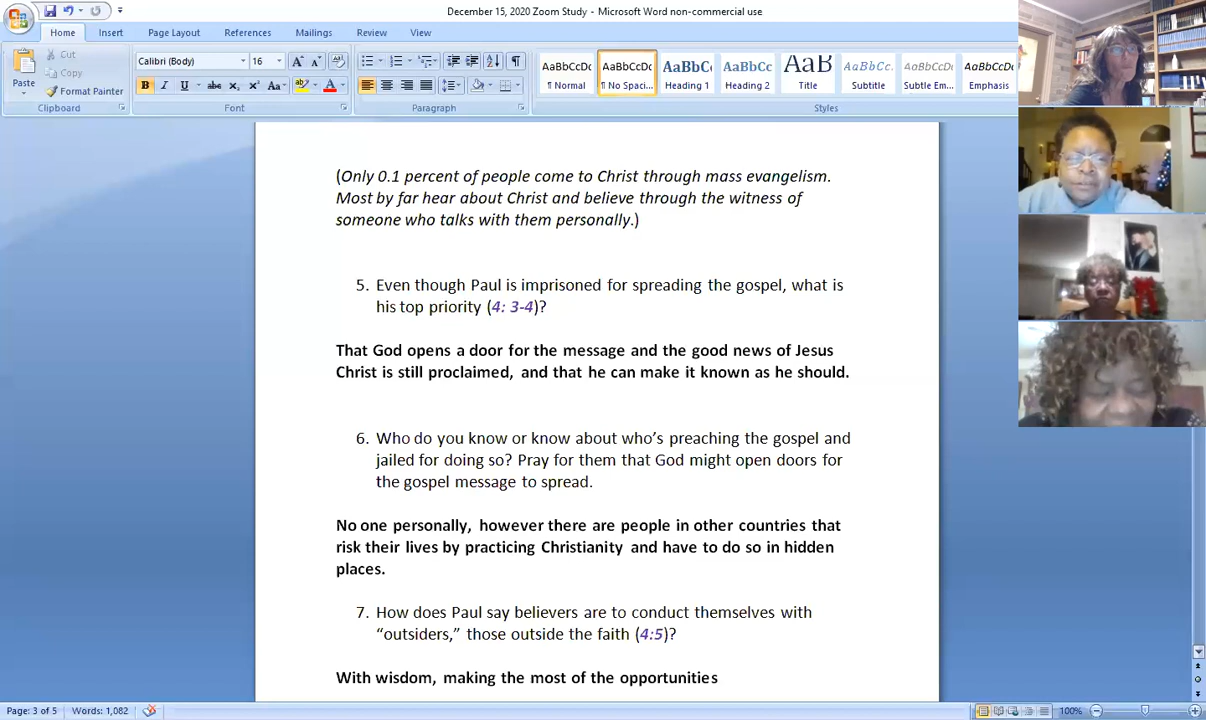 December 15, 2020 Zoom Study - Microsoft Word non-commercial use
Home Insert Page Layout References Mailings Review View
Paste
Cut
Copy
Format Painter
Clipboard
Calibri (Body) 16
Font
Paragraph
AaBbCcDc AaBbCcDc AaBbC AaBbCc AaB AaBbCc. AaBbCcDc AaBbCcDc
¶ Normal ¶ No Spaci... Heading 1 Heading 2 Title Subtitle Subtle Em... Emphasis
Styles
(Only 0.1 percent of people come to Christ through mass evangelism.
Most by far hear about Christ and believe through the witness of
someone who talks with them personally.)
5. Even though Paul is imprisoned for spreading the gospel, what is
his top priority (4: 3-4)?
That God opens a door for the message and the good news of Jesus
Christ is still proclaimed, and that he can make it known as he should.
6. Who do you know or know about who’s preaching the gospel and
jailed for doing so? Pray for them that God might open doors for
the gospel message to spread.
No one personally, however there are people in other countries that
risk their lives by practicing Christianity and have to do so in hidden
places.
7. How does Paul say believers are to conduct themselves with
“outsiders,” those outside the faith (4:5)?
With wisdom, making the most of the opportunities
Page: 3 of 5 Words: 1,082 100%